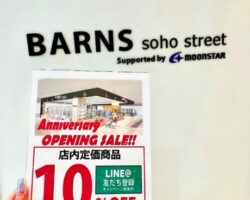 BARNS soho street
Supported by MOONSTAR
Anniversary
OPENING SALE!!
店内定価商品
10
% OFF
LINE@
友だち登録